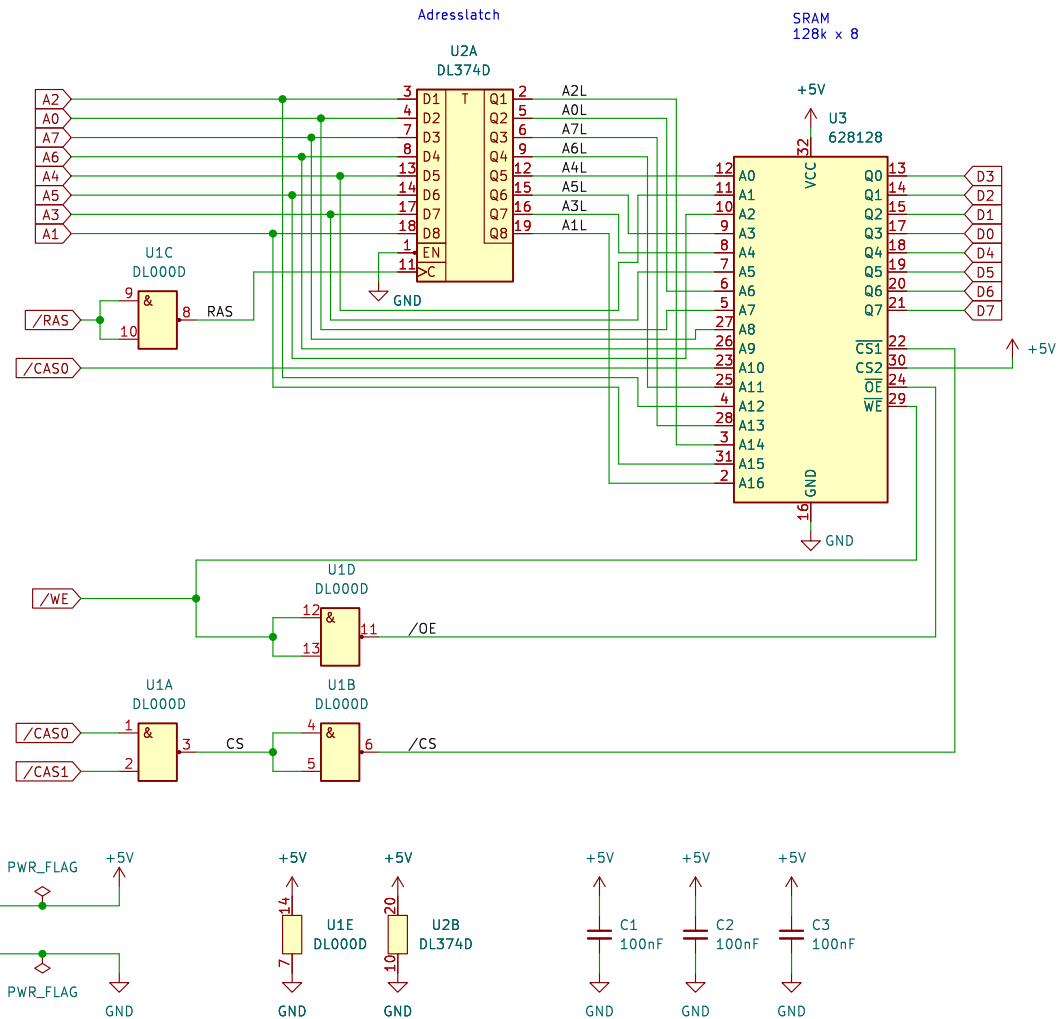 Adresslatch
SRAM
128k x 8
U2A
DL374D
+5V
U3
628128
A2
A0
A7
A6
A4
A5
A3
A1
3
4
7
8
13
14
17
18
1
11
D1
D2
D3
D4
D5
D6
D7
D8
EN
C
T
Q1
Q2
Q3
Q4
Q5
Q6
Q7
Q8
2
5
6
9
12
15
16
19
A2L
A0L
A7L
A6L
A4L
A5L
A3L
A1L
GND
32
VCC
12
11
10
9
8
7
6
5
27
26
23
25
4
28
3
31
2
A0
A1
A2
A3
A4
A5
A6
A7
A8
A9
A10
A11
A12
A13
A14
A15
A16
Q0
Q1
Q2
Q3
Q4
Q5
Q6
Q7
CS1
CS2
OE
WE
13
14
15
17
18
19
20
21
22
30
24
29
D3
D2
D1
D0
D4
D5
D6
D7
+5V
GND
16
GND
U1C
DL000D
/RAS
9
10
&
8
RAS
/CAS0
/WE
U1D
DL000D
12
13
&
11
/OE
U1A
DL000D
/CAS0
/CAS1
1
2
&
3
CS
U1B
DL000D
4
5
&
6
/CS
PWR_FLAG
+5V
PWR_FLAG
GND
+5V
14
U1E
DL000D
7
GND
+5V
20
U2B
DL374D
10
GND
+5V
C1
100nF
GND
+5V
C2
100nF
GND
+5V
C3
100nF
GND